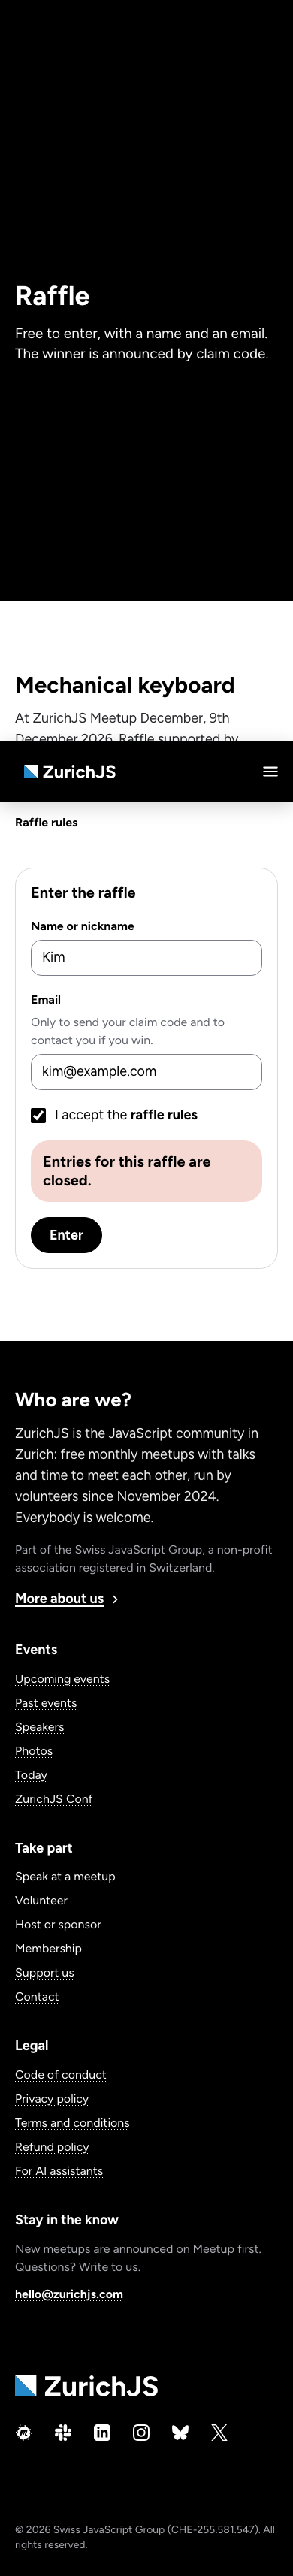 Raffle
Free to enter, with a name and an email.
The winner is announced by claim code.
Mechanical keyboard
At ZurichJS Meetup December, 9th
December 2026. Raffle supported by
ZurichJS
Raffle rules
Enter the raffle
Name or nickname
Kim
Email
Only to send your claim code and to
contact you if you win.
kim@example.com
I accept the raffle rules
Entries for this raffle are
closed.
Enter
Who are we?
ZurichJS is the JavaScript community in
Zurich: free monthly meetups with talks
and time to meet each other, run by
volunteers since November 2024.
Everybody is welcome.
Part of the Swiss JavaScript Group, a non-profit
association registered in Switzerland.
More about us
Events
Upcoming events
Past events
Speakers
Photos
Today
ZurichJS Conf
Take part
Speak at a meetup
Volunteer
Host or sponsor
Membership
Support us
Contact
Legal
Code of conduct
Privacy policy
Terms and conditions
Refund policy
For AI assistants
Stay in the know
New meetups are announced on Meetup first.
Questions? Write to us.
hello@zurichjs.com
ZurichJS
© 2026 Swiss JavaScript Group (CHE-255.581.547). All
rights reserved.